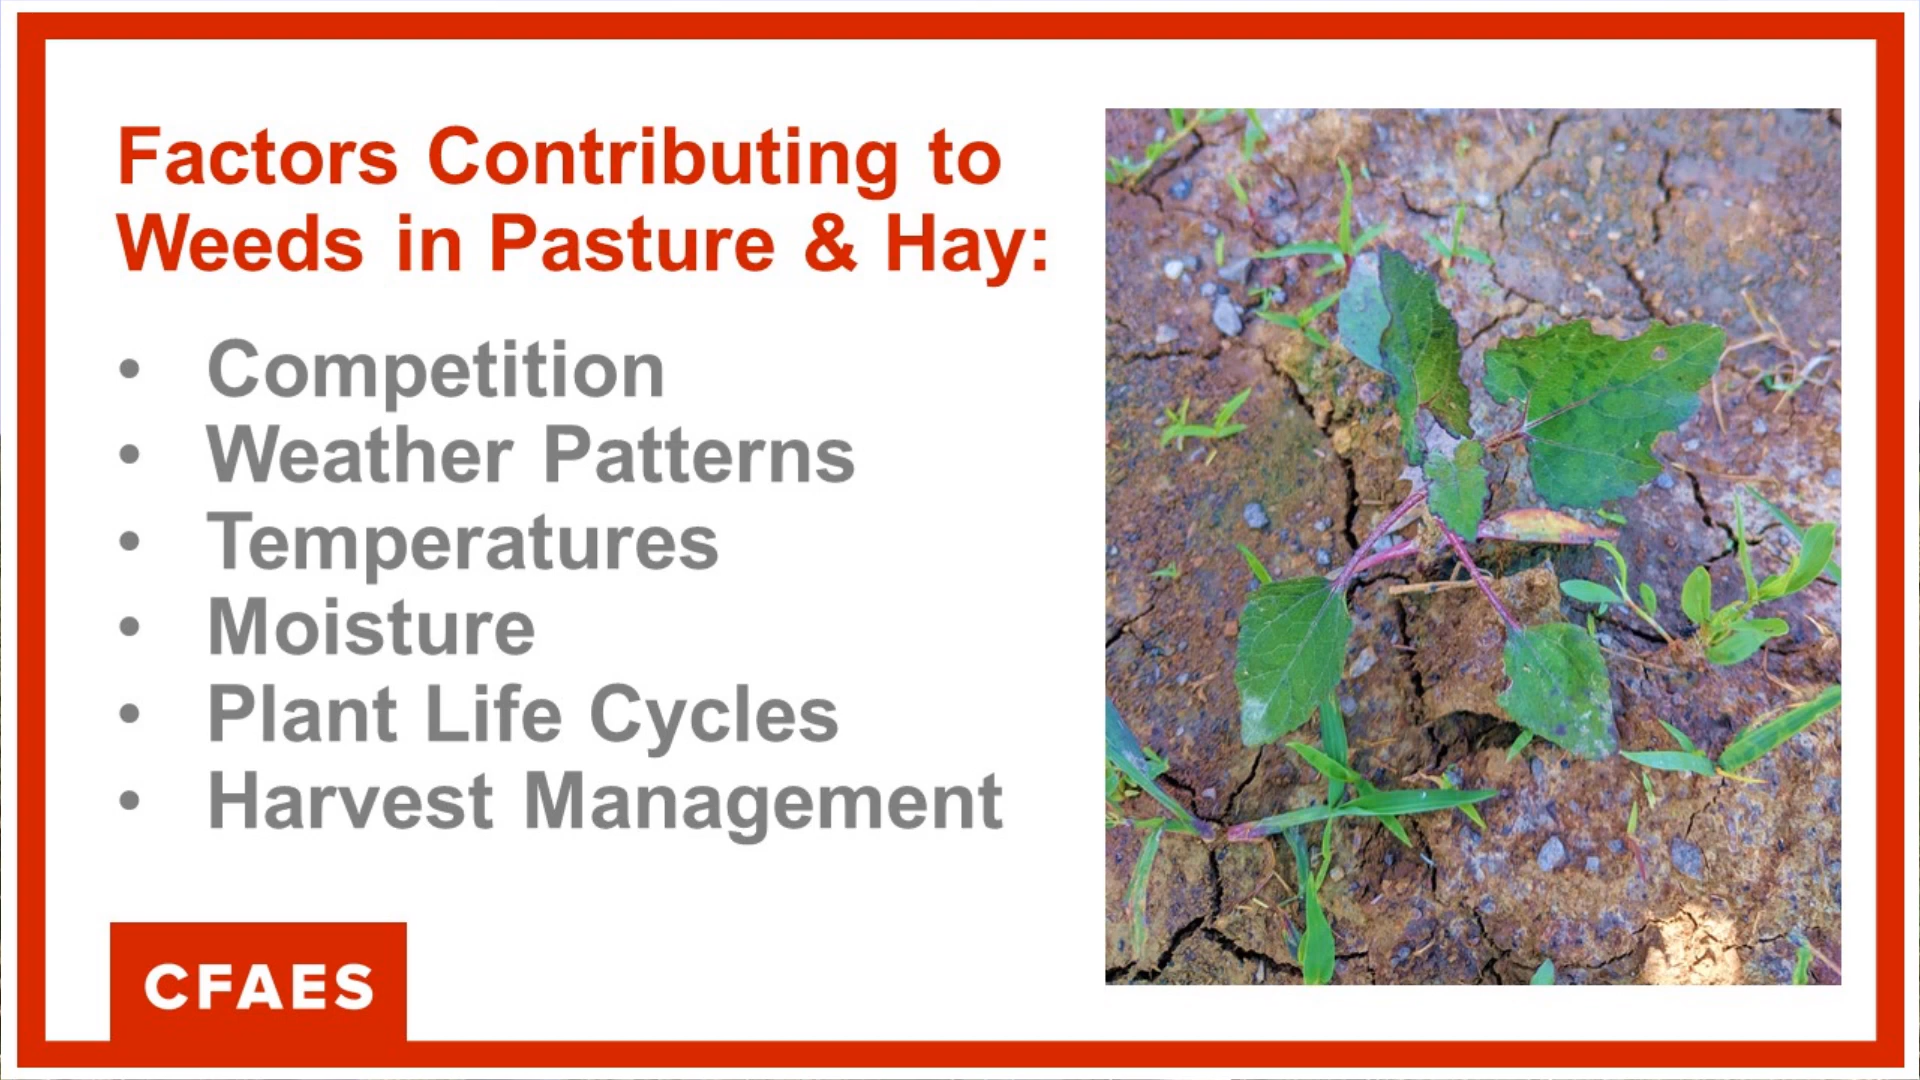 Factors Contributing to
Weeds in Pasture & Hay:
• Competition
• Weather Patterns
• Temperatures
• Moisture
• Plant Life Cycles
• Harvest Management
CFAES